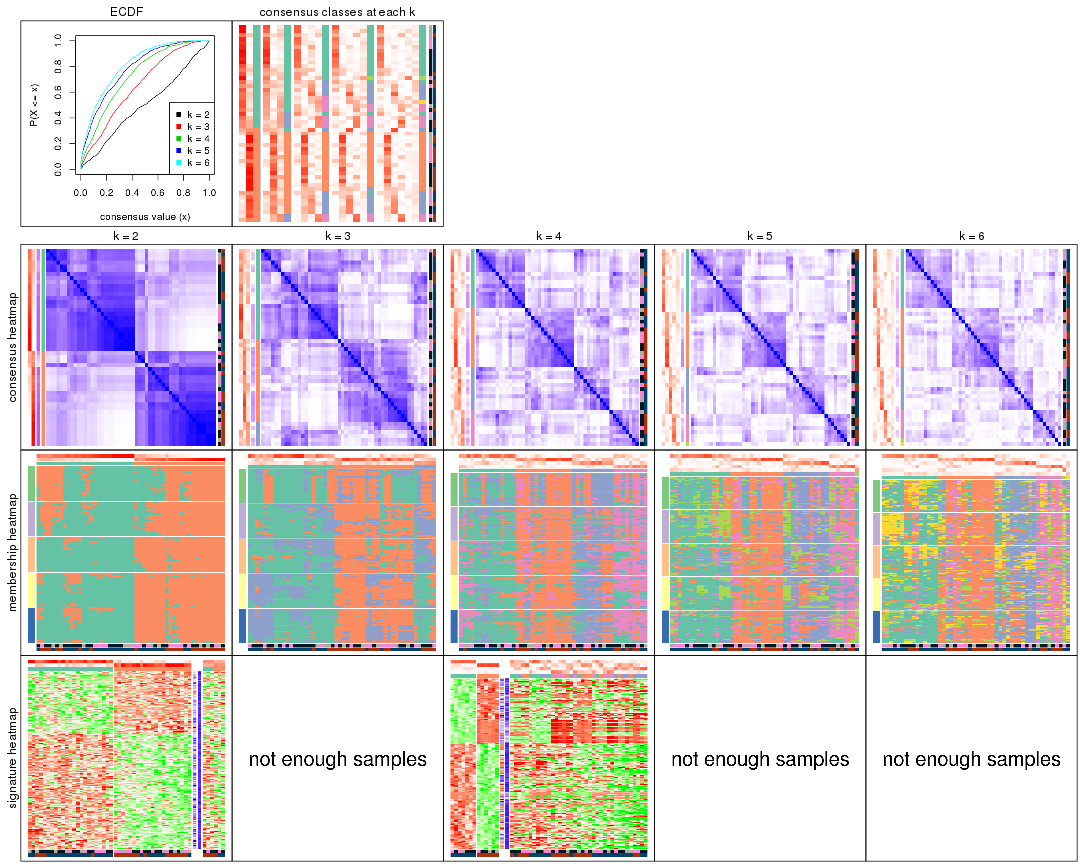 ECDF
consensus classes at each k
P(X <= x)
0.0 0.2 0.4 0.6 0.8 1.0
k = 2
k = 3
k = 4
k = 5
k = 6
0.0 0.2 0.4 0.6 0.8 1.0
consensus value (x)
k = 2
k = 3
k = 4
k = 5
k = 6
consensus heatmap
membership heatmap
signature heatmap
not enough samples
not enough samples
not enough samples